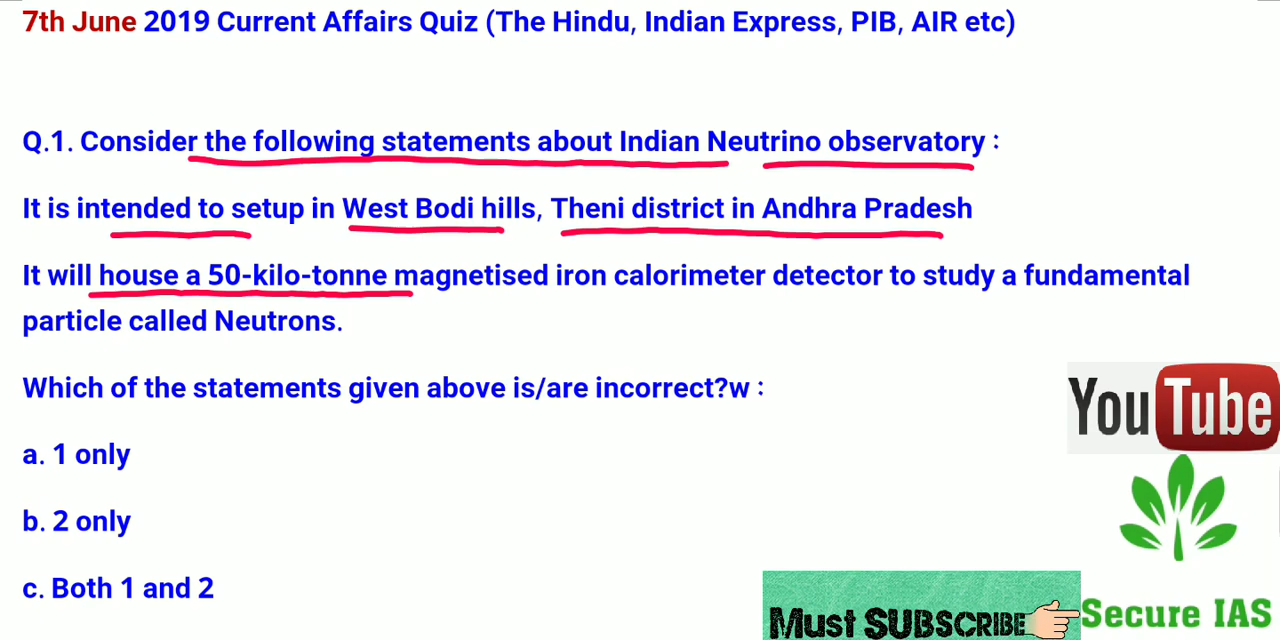 7th June 2019 Current Affairs Quiz (The Hindu, Indian Express, PIB, AIR etc)
Q.1. Consider the following statements about Indian Neutrino observatory :
It is intended to setup in West Bodi hills, Theni district in Andhra Pradesh
It will house a 50-kilo-tonne magnetised iron calorimeter detector to study a fundamental
particle called Neutrons.
Which of the statements given above is/are incorrect?w :
a. 1 only
b. 2 only
c. Both 1 and 2
YouTube
Must SUBSCRIBE
Secure IAS